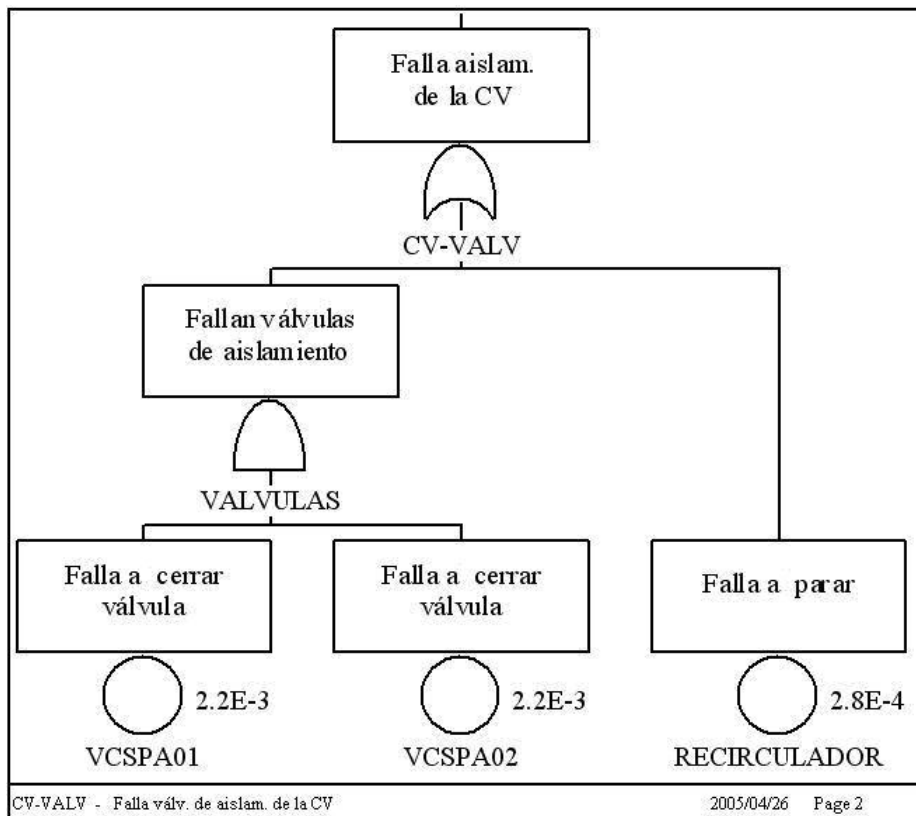 Falla aislam.
de la CV
CV-VALV
Fallan válvulas
de aislamiento
VALVULAS
Falla a cerrar
válvula
2.2E-3
VCSPA01
Falla a cerrar
válvula
2.2E-3
VCSPA02
Falla a parar
2.8E-4
RECIRCULADOR
CV-VALV - Falla válv. de aislam. de la CV 2005/04/26 Page 2